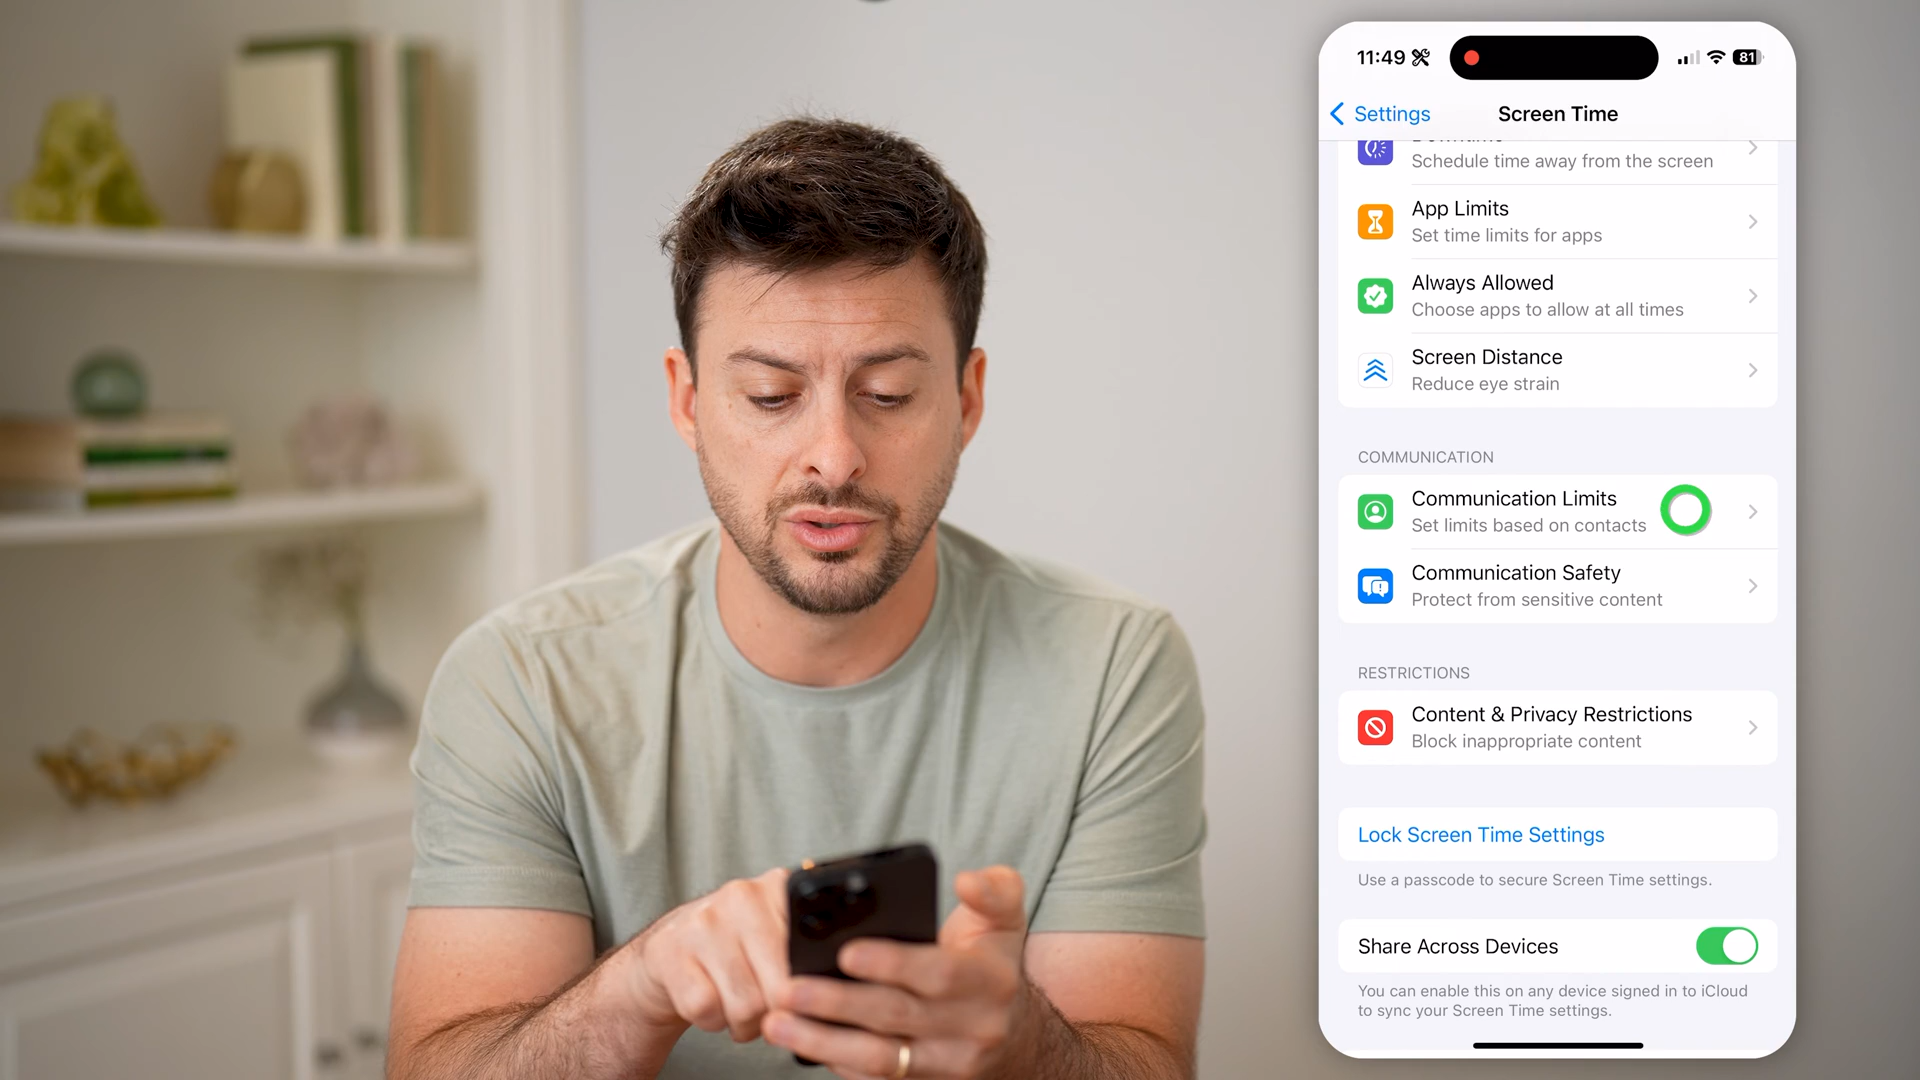 11:49
81
Settings
Screen Time
Schedule time away from the screen
App Limits
Set time limits for apps
Always Allowed
Choose apps to allow at all times
Screen Distance
Reduce eye strain
COMMUNICATION
Communication Limits
Set limits based on contacts
Communication Safety
Protect from sensitive content
RESTRICTIONS
Content & Privacy Restrictions
Block inappropriate content
Lock Screen Time Settings
Use a passcode to secure Screen Time settings.
Share Across Devices
You can enable this on any device signed in to iCloud
to sync your Screen Time settings.